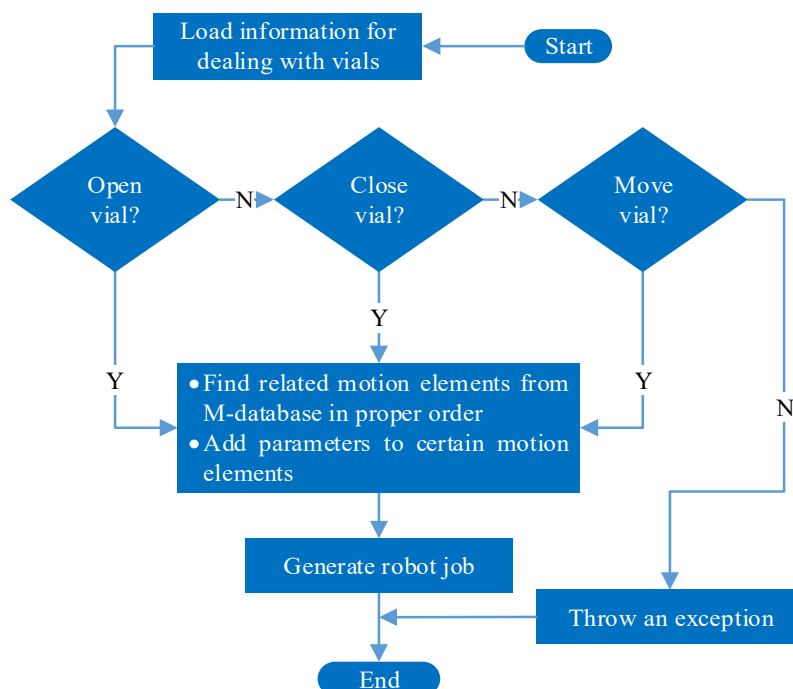 Start
Load information for
dealing with vials
Open
vial?
N
Close
vial?
N
Move
vial?
Y
Y
Y
N
• Find related motion elements from
M-database in proper order
• Add parameters to certain motion
elements
Generate robot job
Throw an exception
End